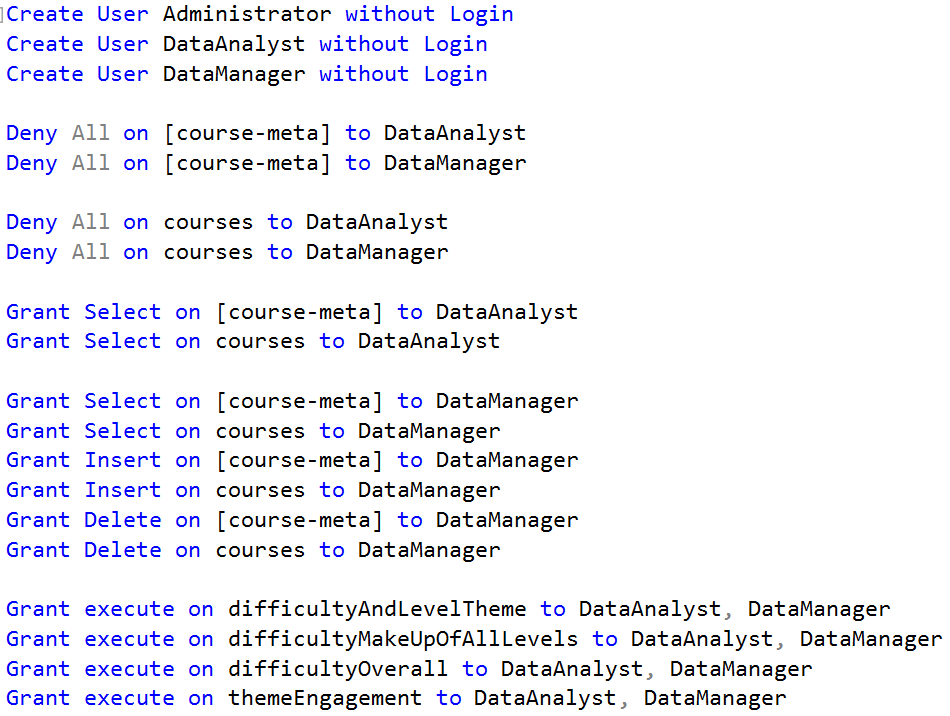 Create User Administrator without Login
Create User DataAnalyst without Login
Create User DataManager without Login
Deny All on [course-meta] to DataAnalyst
Deny All on [course-meta] to DataManager
Deny All on courses to DataAnalyst
Deny All on courses to DataManager
Grant Select on [course-meta] to DataAnalyst
Grant Select on courses to DataAnalyst
Grant Select on [course-meta] to DataManager
Grant Select on courses to DataManager
Grant Insert on [course-meta] to DataManager
Grant Insert on courses to DataManager
Grant Delete on [course-meta] to DataManager
Grant Delete on courses to DataManager
Grant execute on difficultyAndLevelTheme to DataAnalyst, DataManager
Grant execute on difficultyMakeUpOfAllLevels to DataAnalyst, DataManager
Grant execute on difficultyOverall to DataAnalyst, DataManager
Grant execute on themeEngagement to DataAnalyst, DataManager